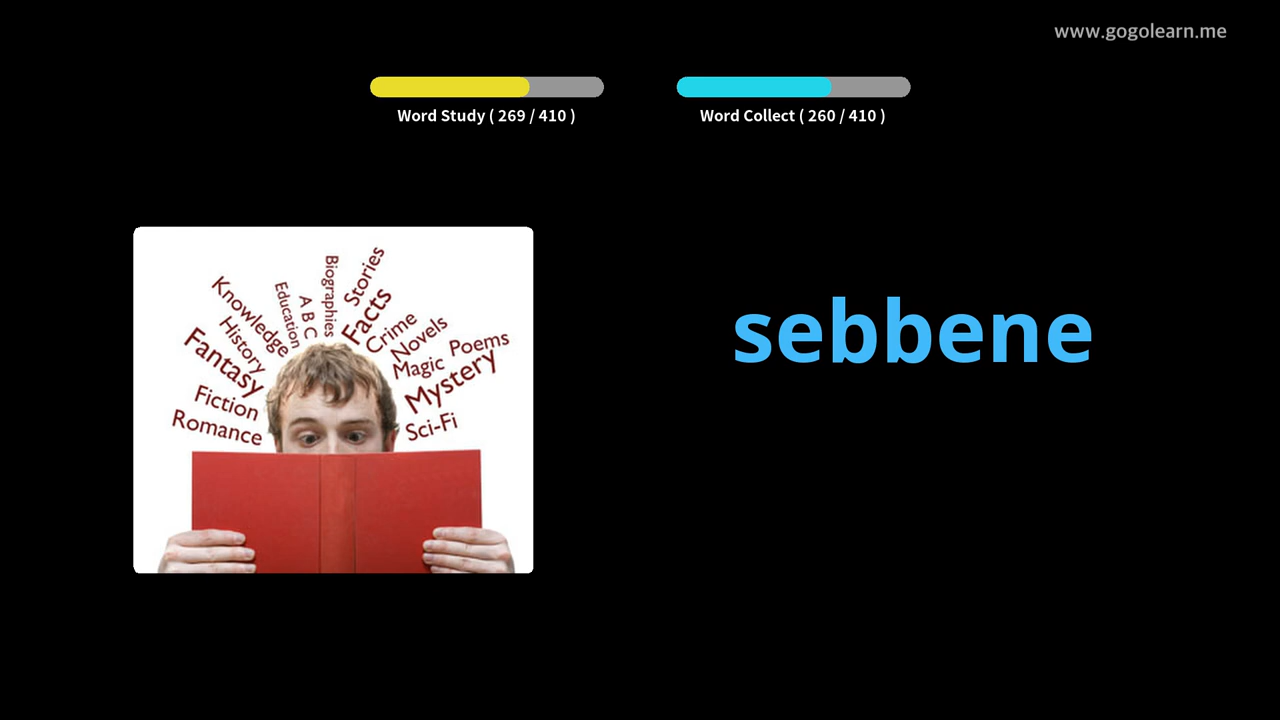 www.gogolearn.me
Word Study ( 269 / 410 )
Word Collect ( 260 / 410 )
Biographies
Stories
Education
A B C
Facts
Knowledge
Crime
History
Novels
Fantasy
Magic
Poems
Mystery
Fiction
Romance
Sci-Fi
sebbene